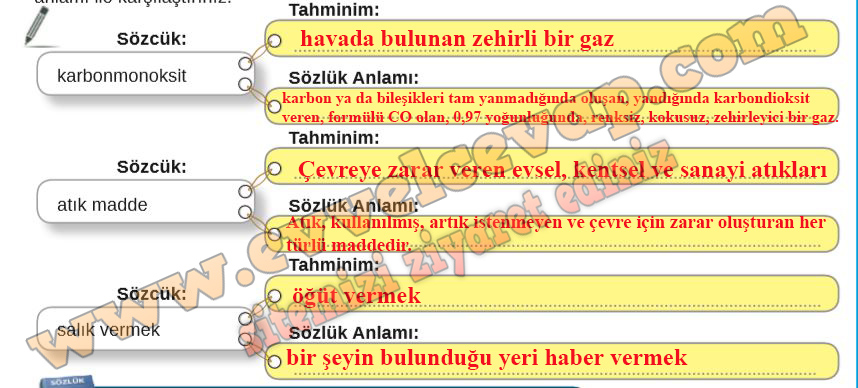 anlamı ile karşılaştırınız.
Tahminim:
Sözcük:
havada bulunan zehirli bir gaz
karbonmonoksit
Sözlük Anlamı:
karbon ya da bileşikleri tam yanmadığında oluşan, yandığında karbondioksit
veren, formülü CO olan, 0,97 yoğunluğunda, renksiz, kokusuz, zehirleyici bir gaz.
Tahminim:
Sözcük:
Çevreye zarar veren evsel, kentsel ve sanayi atıkları
atık madde
Sözlük Anlamı:
Atık, kullanılmış, artık istenmeyen ve çevre için zarar oluşturan her
türlü maddedir.
Tahminim:
Sözcük:
öğüt vermek
salık vermek
Sözlük Anlamı:
bir şeyin bulunduğu yeri haber vermek
SÖZLÜK
www.evvelcevap.com
sitemizi ziyaret ediniz